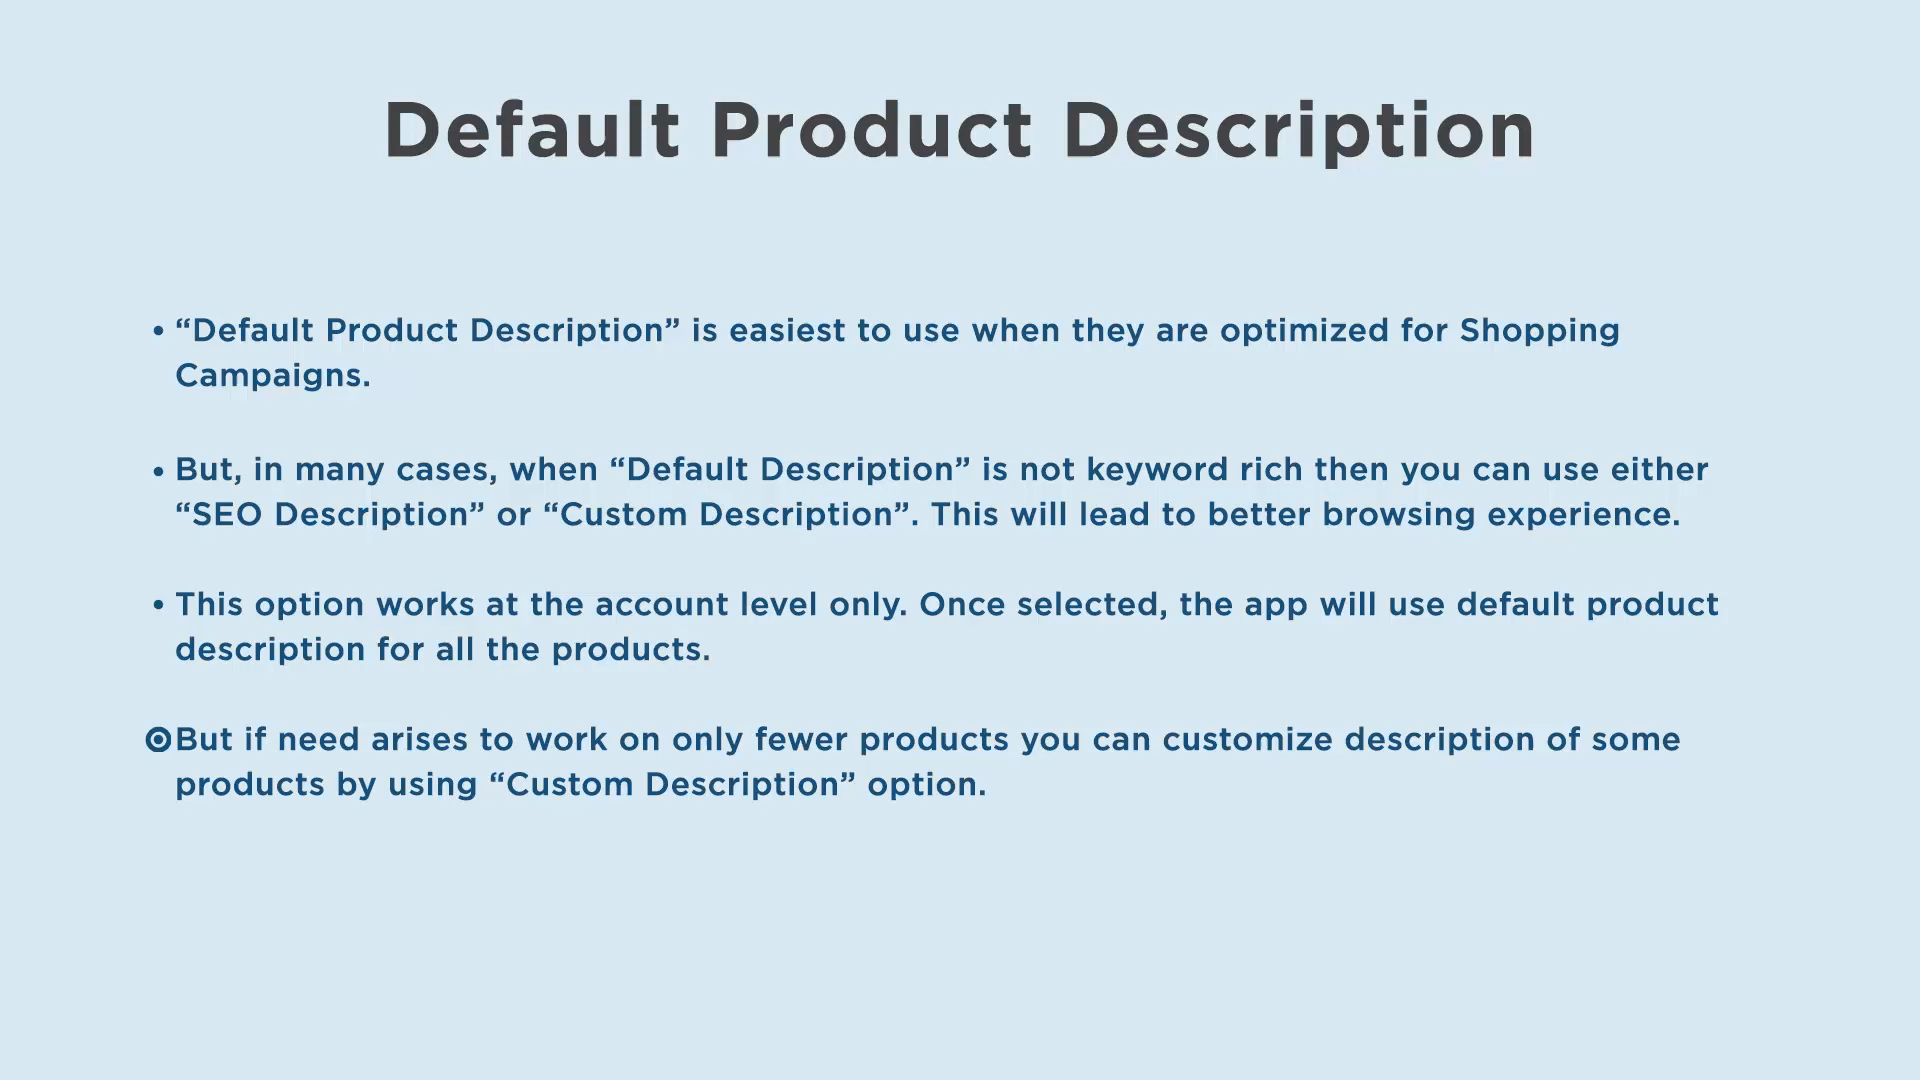 Default Product Description
• “Default Product Description” is easiest to use when they are optimized for Shopping
Campaigns.
• But, in many cases, when “Default Description” is not keyword rich then you can use either
“SEO Description” or “Custom Description”. This will lead to better browsing experience.
• This option works at the account level only. Once selected, the app will use default product
description for all the products.
• But if need arises to work on only fewer products you can customize description of some
products by using “Custom Description” option.